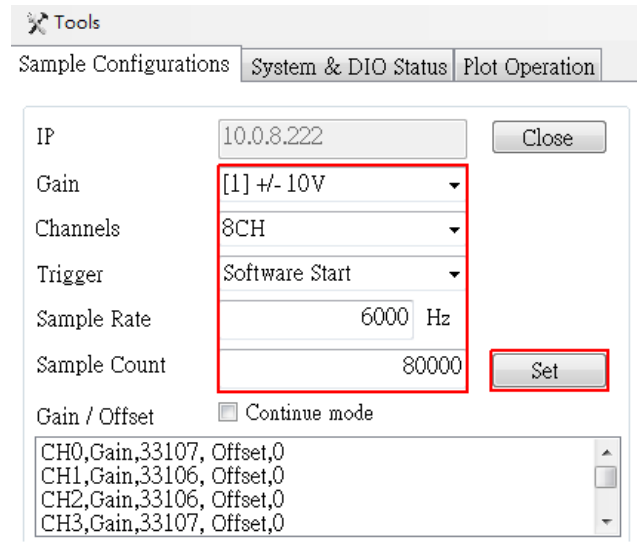 Tools
Sample Configurations System & DIO Status Plot Operation
IP 10.0.8.222 Close
Gain [1] +/- 10V
Channels 8CH
Trigger Software Start
Sample Rate 6000 Hz
Sample Count 80000 Set
Gain / Offset Continue mode
CH0,Gain,33107, Offset,0
CH1,Gain,33106, Offset,0
CH2,Gain,33106, Offset,0
CH3,Gain,33107, Offset,0